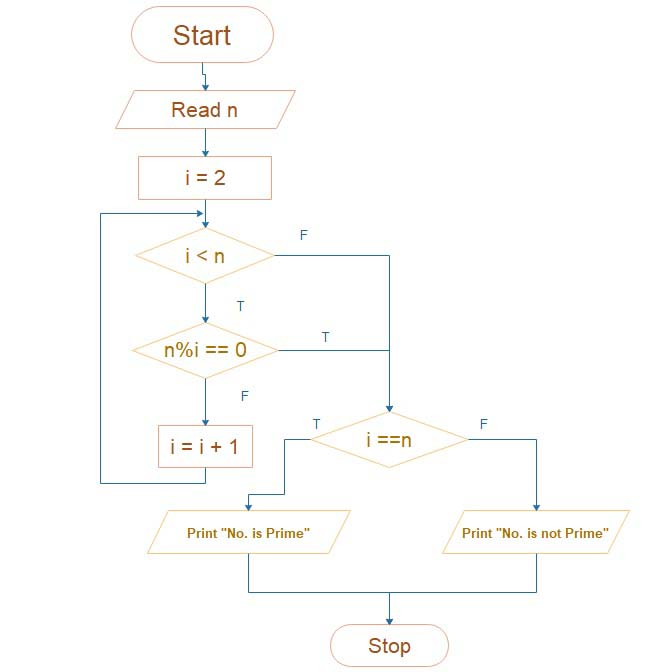 Start
Read n
i = 2
i < n
F
T
n%i == 0
T
F
i = i + 1
i ==n
T
F
Print "No. is Prime"
Print "No. is not Prime"
Stop